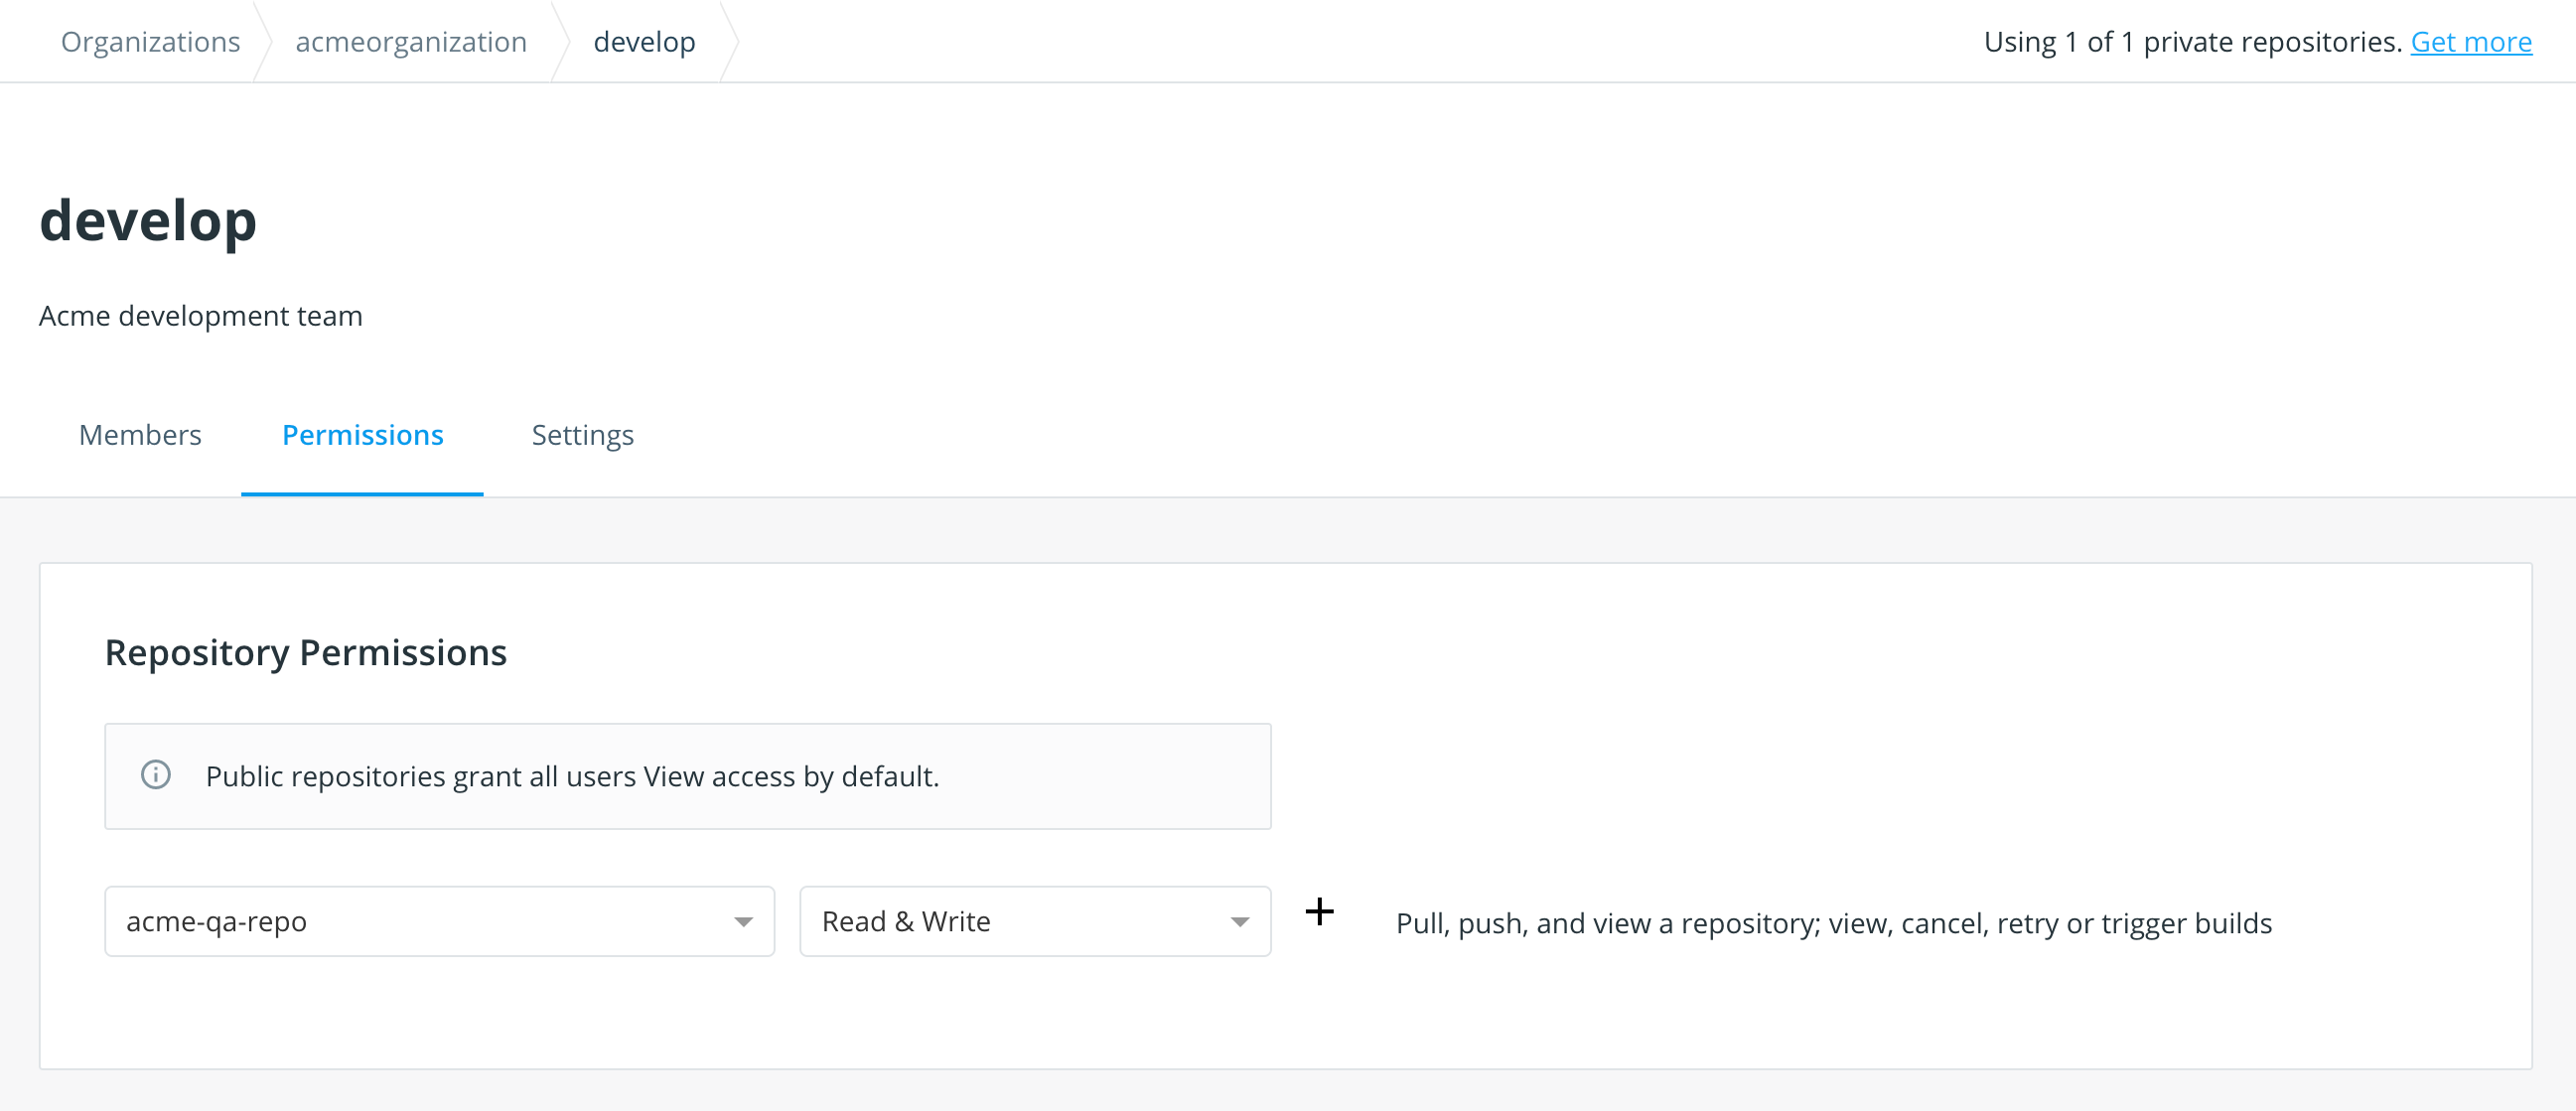 Organizations acmeorganization develop Using 1 of 1 private repositories. Get more
develop
Acme development team
Members Permissions Settings
Repository Permissions
Public repositories grant all users View access by default.
acme-qa-repo Read & Write + Pull, push, and view a repository; view, cancel, retry or trigger builds